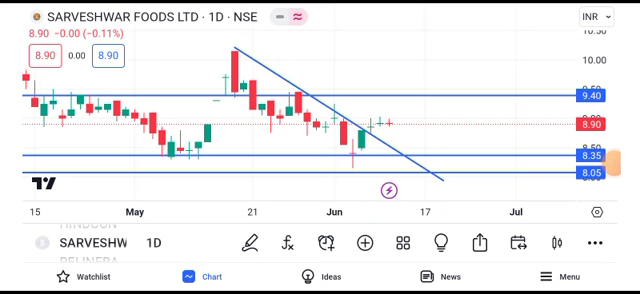 SARVESHWAR FOODS LTD · 1D · NSE
INR
8.90 −0.00 (−0.11%)
8.90 0.00 8.90
10.00
9.40
8.90
8.35
8.05
15 May 21 Jun 17 Jul
SARVESHW 1D
Watchlist Chart Ideas News Menu